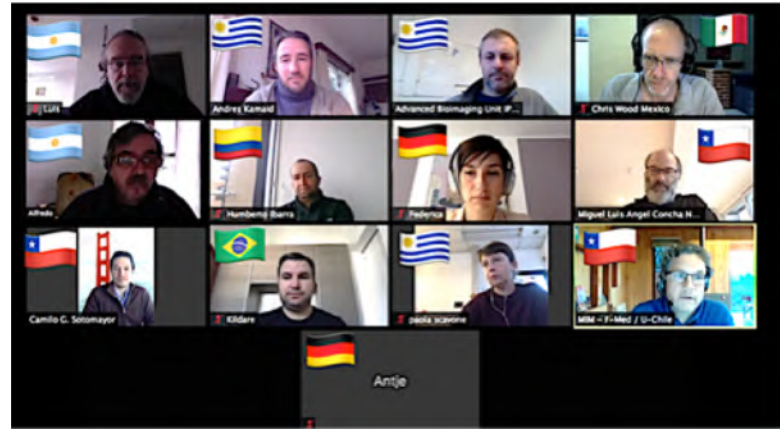 Luis
Andres Kamaid
Advanced Bioimaging Unit IP...
Chris Wood Mexico
Alfredo
Humberto Ibarra
Federica
Miguel Luis Angel Concha N...
Camilo G. Sotomayor
Kildare
paola scavone
MIM - F-Med / U-Chile
Antje